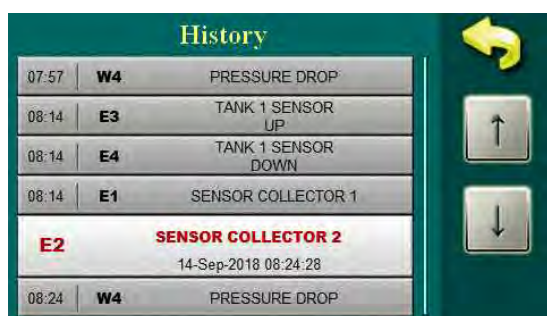 History
07:57 W4 PRESSURE DROP
08:14 E3 TANK 1 SENSOR
UP
08:14 E4 TANK 1 SENSOR
DOWN
08:14 E1 SENSOR COLLECTOR 1
E2 SENSOR COLLECTOR 2
14-Sep-2018 08:24:28
08:24 W4 PRESSURE DROP